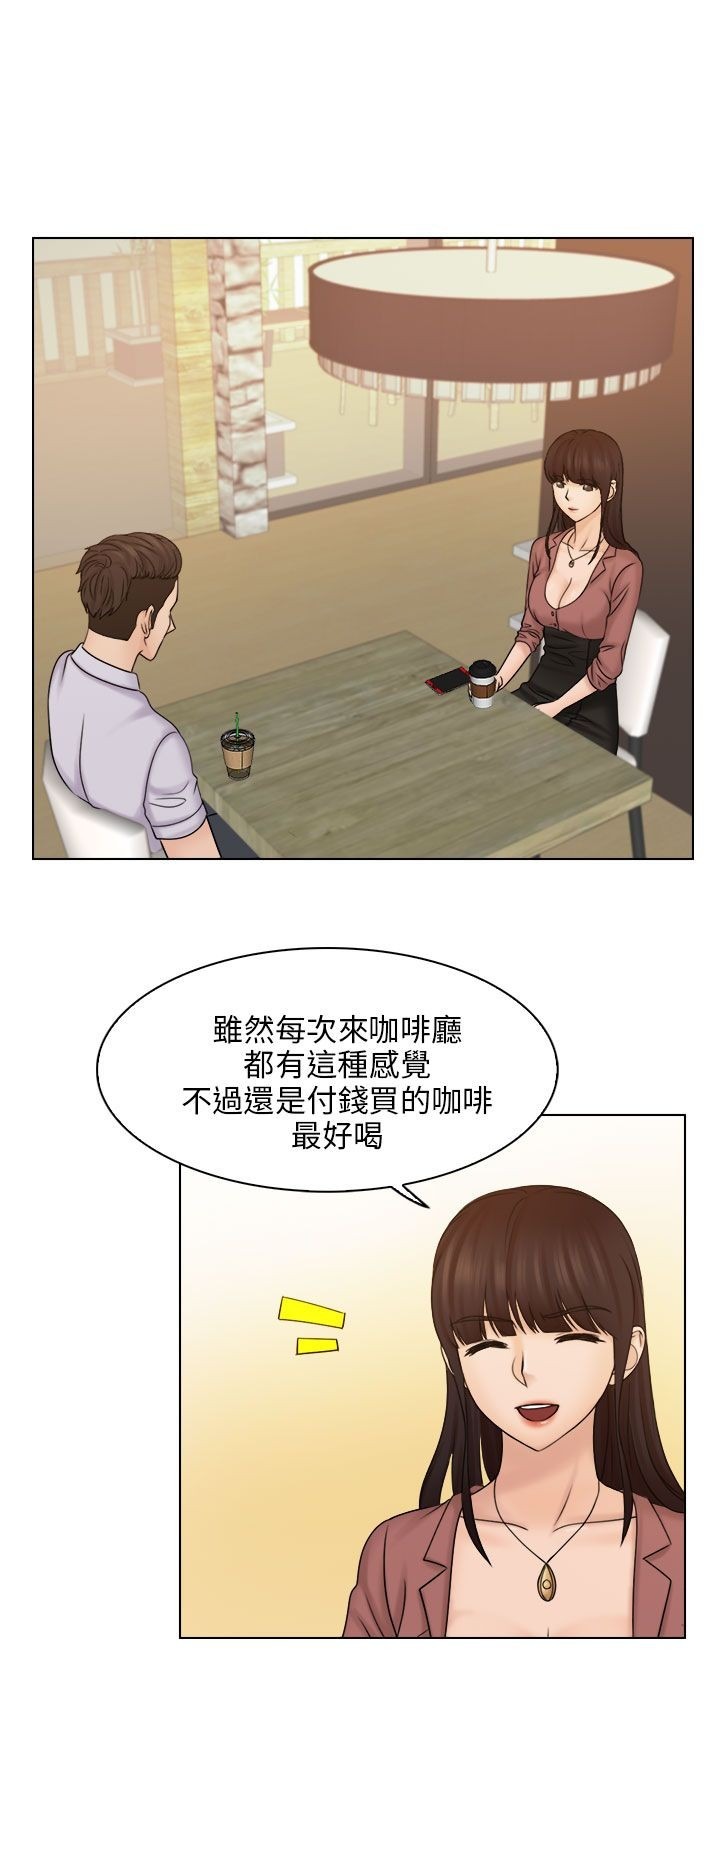 雖然每次來咖啡廳
都有這種感覺
不過還是付錢買的咖啡
最好喝